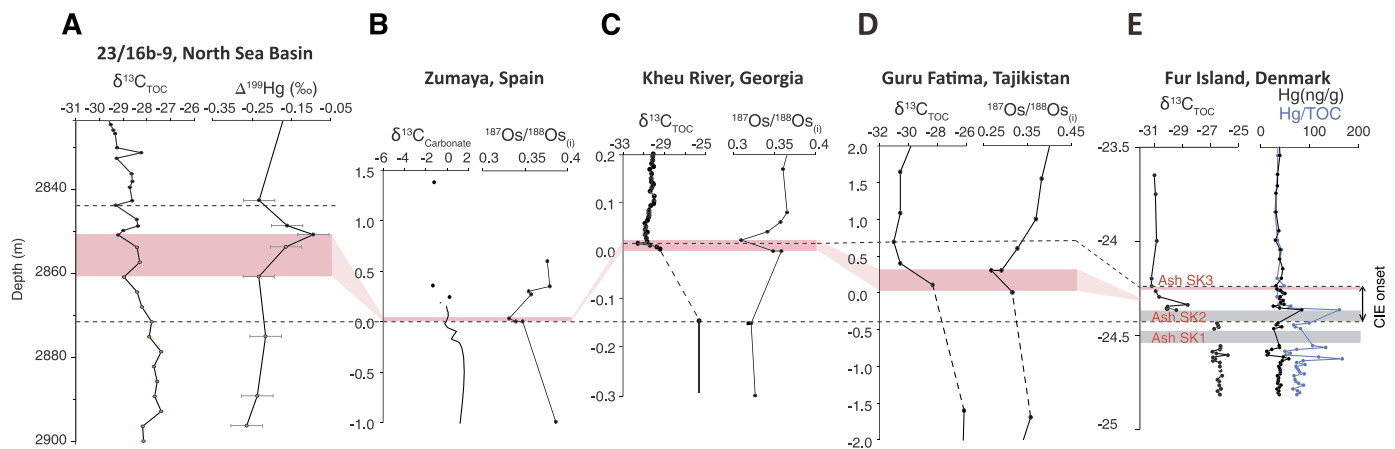 A
B
C
D
E
23/16b-9, North Sea Basin
Zumaya, Spain
Kheu River, Georgia
Guru Fatima, Tajikistan
Fur Island, Denmark
δ13CTOC
Δ199Hg (‰)
-31 -30 -29 -28 -27 -26
-0.35 -0.25 -0.15 -0.05
Depth (m)
2840
2860
2880
2900
δ13CCarbonate
187Os/188Os(i)
-6 -4 -2 0 2
0.3 0.35 0.4
1.5
1.0
0.5
0.0
-0.5
-1.0
δ13CTOC
187Os/188Os(i)
-33 -29 -25
0.3 0.35 0.4
0.2
0.1
0.0
-0.1
-0.2
-0.3
δ13CTOC
187Os/188Os(i)
-32 -30 -28 -26
0.25 0.35 0.45
2.0
1.5
1.0
0.5
0.0
-0.5
-1.0
-1.5
-2.0
δ13CTOC
Hg(ng/g)
Hg/TOC
-31 -29 -27 -25
0 100 200
-23.5
-24
-24.5
-25
Ash SK3
Ash SK2
Ash SK1
CIE onset